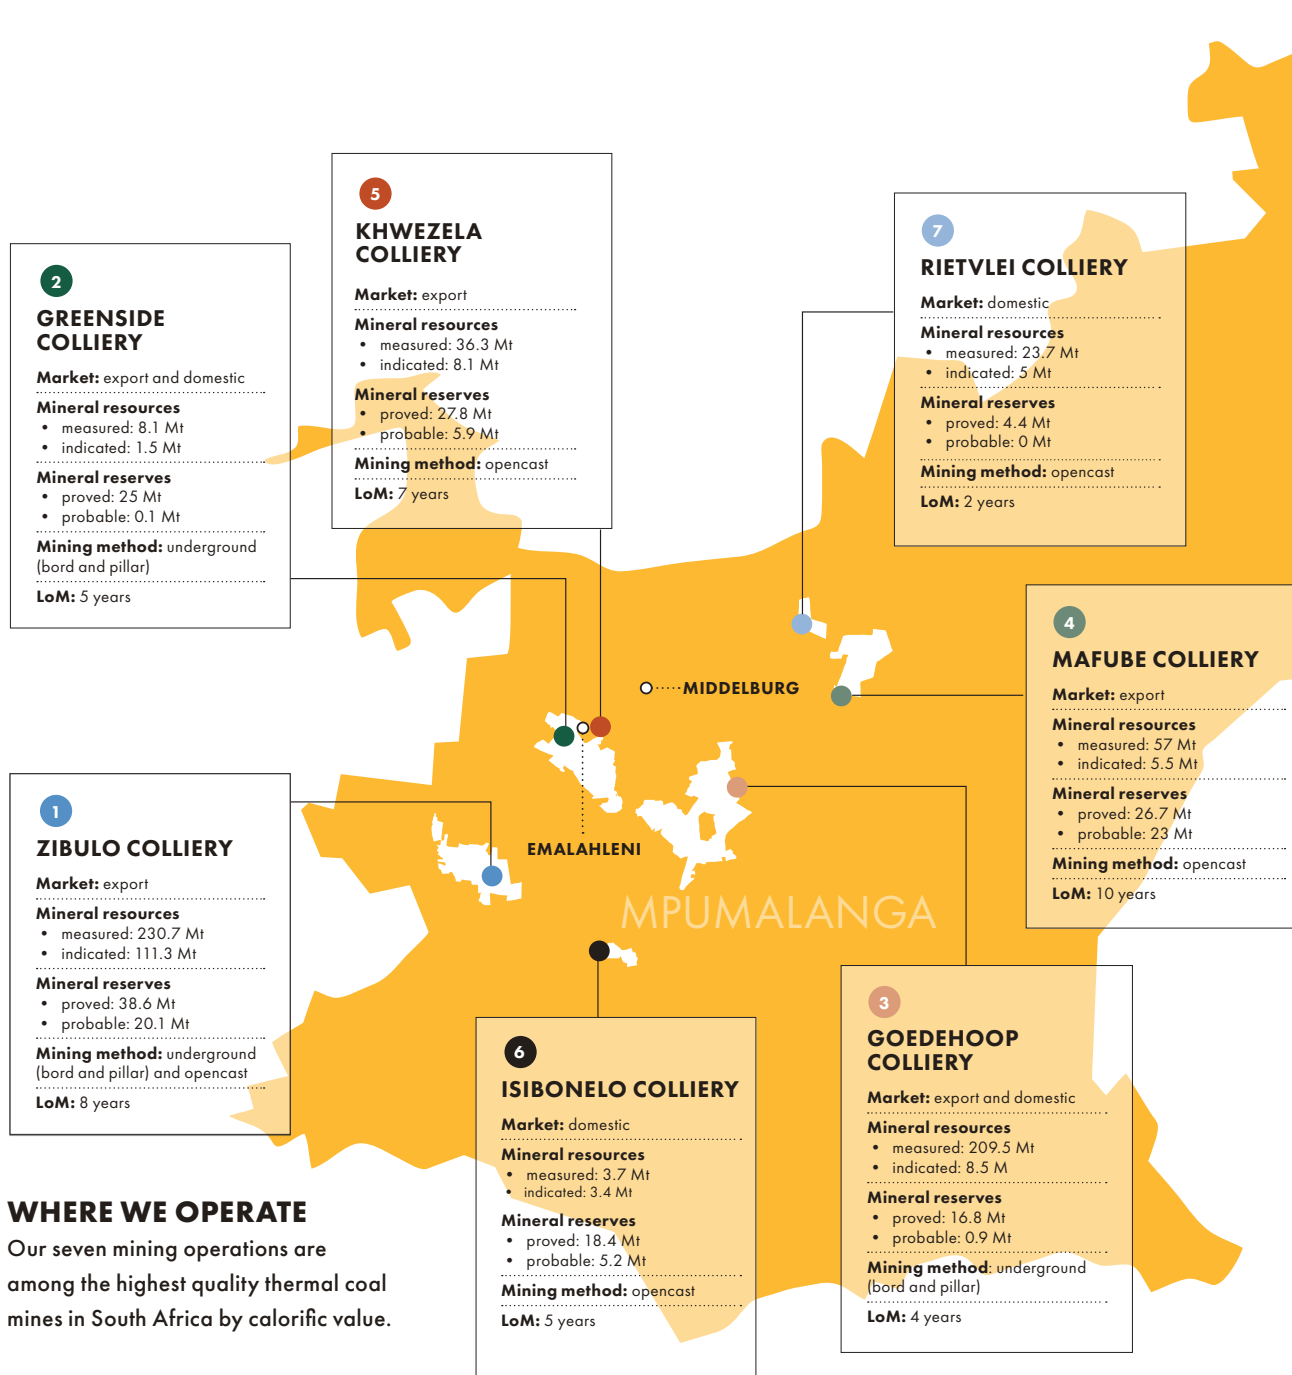 5
KHWEZELA
COLLIERY
Market: export
Mineral resources
• measured: 36.3 Mt
• indicated: 8.1 Mt
Mineral reserves
• proved: 27.8 Mt
• probable: 5.9 Mt
Mining method: opencast
LoM: 7 years
7
RIETVLEI COLLIERY
Market: domestic
Mineral resources
• measured: 23.7 Mt
• indicated: 5 Mt
Mineral reserves
• proved: 4.4 Mt
• probable: 0 Mt
Mining method: opencast
LoM: 2 years
2
GREENSIDE
COLLIERY
Market: export and domestic
Mineral resources
• measured: 8.1 Mt
• indicated: 1.5 Mt
Mineral reserves
• proved: 25 Mt
• probable: 0.1 Mt
Mining method: underground
(bord and pillar)
LoM: 5 years
4
MAFUBE COLLIERY
Market: export
Mineral resources
• measured: 57 Mt
• indicated: 5.5 Mt
Mineral reserves
• proved: 26.7 Mt
• probable: 23 Mt
Mining method: opencast
LoM: 10 years
MIDDELBURG
EMALAHLENI
MPUMALANGA
1
ZIBULO COLLIERY
Market: export
Mineral resources
• measured: 230.7 Mt
• indicated: 111.3 Mt
Mineral reserves
• proved: 38.6 Mt
• probable: 20.1 Mt
Mining method: underground
(bord and pillar) and opencast
LoM: 8 years
6
ISIBONELO COLLIERY
Market: domestic
Mineral resources
• measured: 3.7 Mt
• indicated: 3.4 Mt
Mineral reserves
• proved: 18.4 Mt
• probable: 5.2 Mt
Mining method: opencast
LoM: 5 years
3
GOEDEHOOP
COLLIERY
Market: export and domestic
Mineral resources
• measured: 209.5 Mt
• indicated: 8.5 M
Mineral reserves
• proved: 16.8 Mt
• probable: 0.9 Mt
Mining method: underground
(bord and pillar)
LoM: 4 years
WHERE WE OPERATE
Our seven mining operations are
among the highest quality thermal coal
mines in South Africa by calorific value.